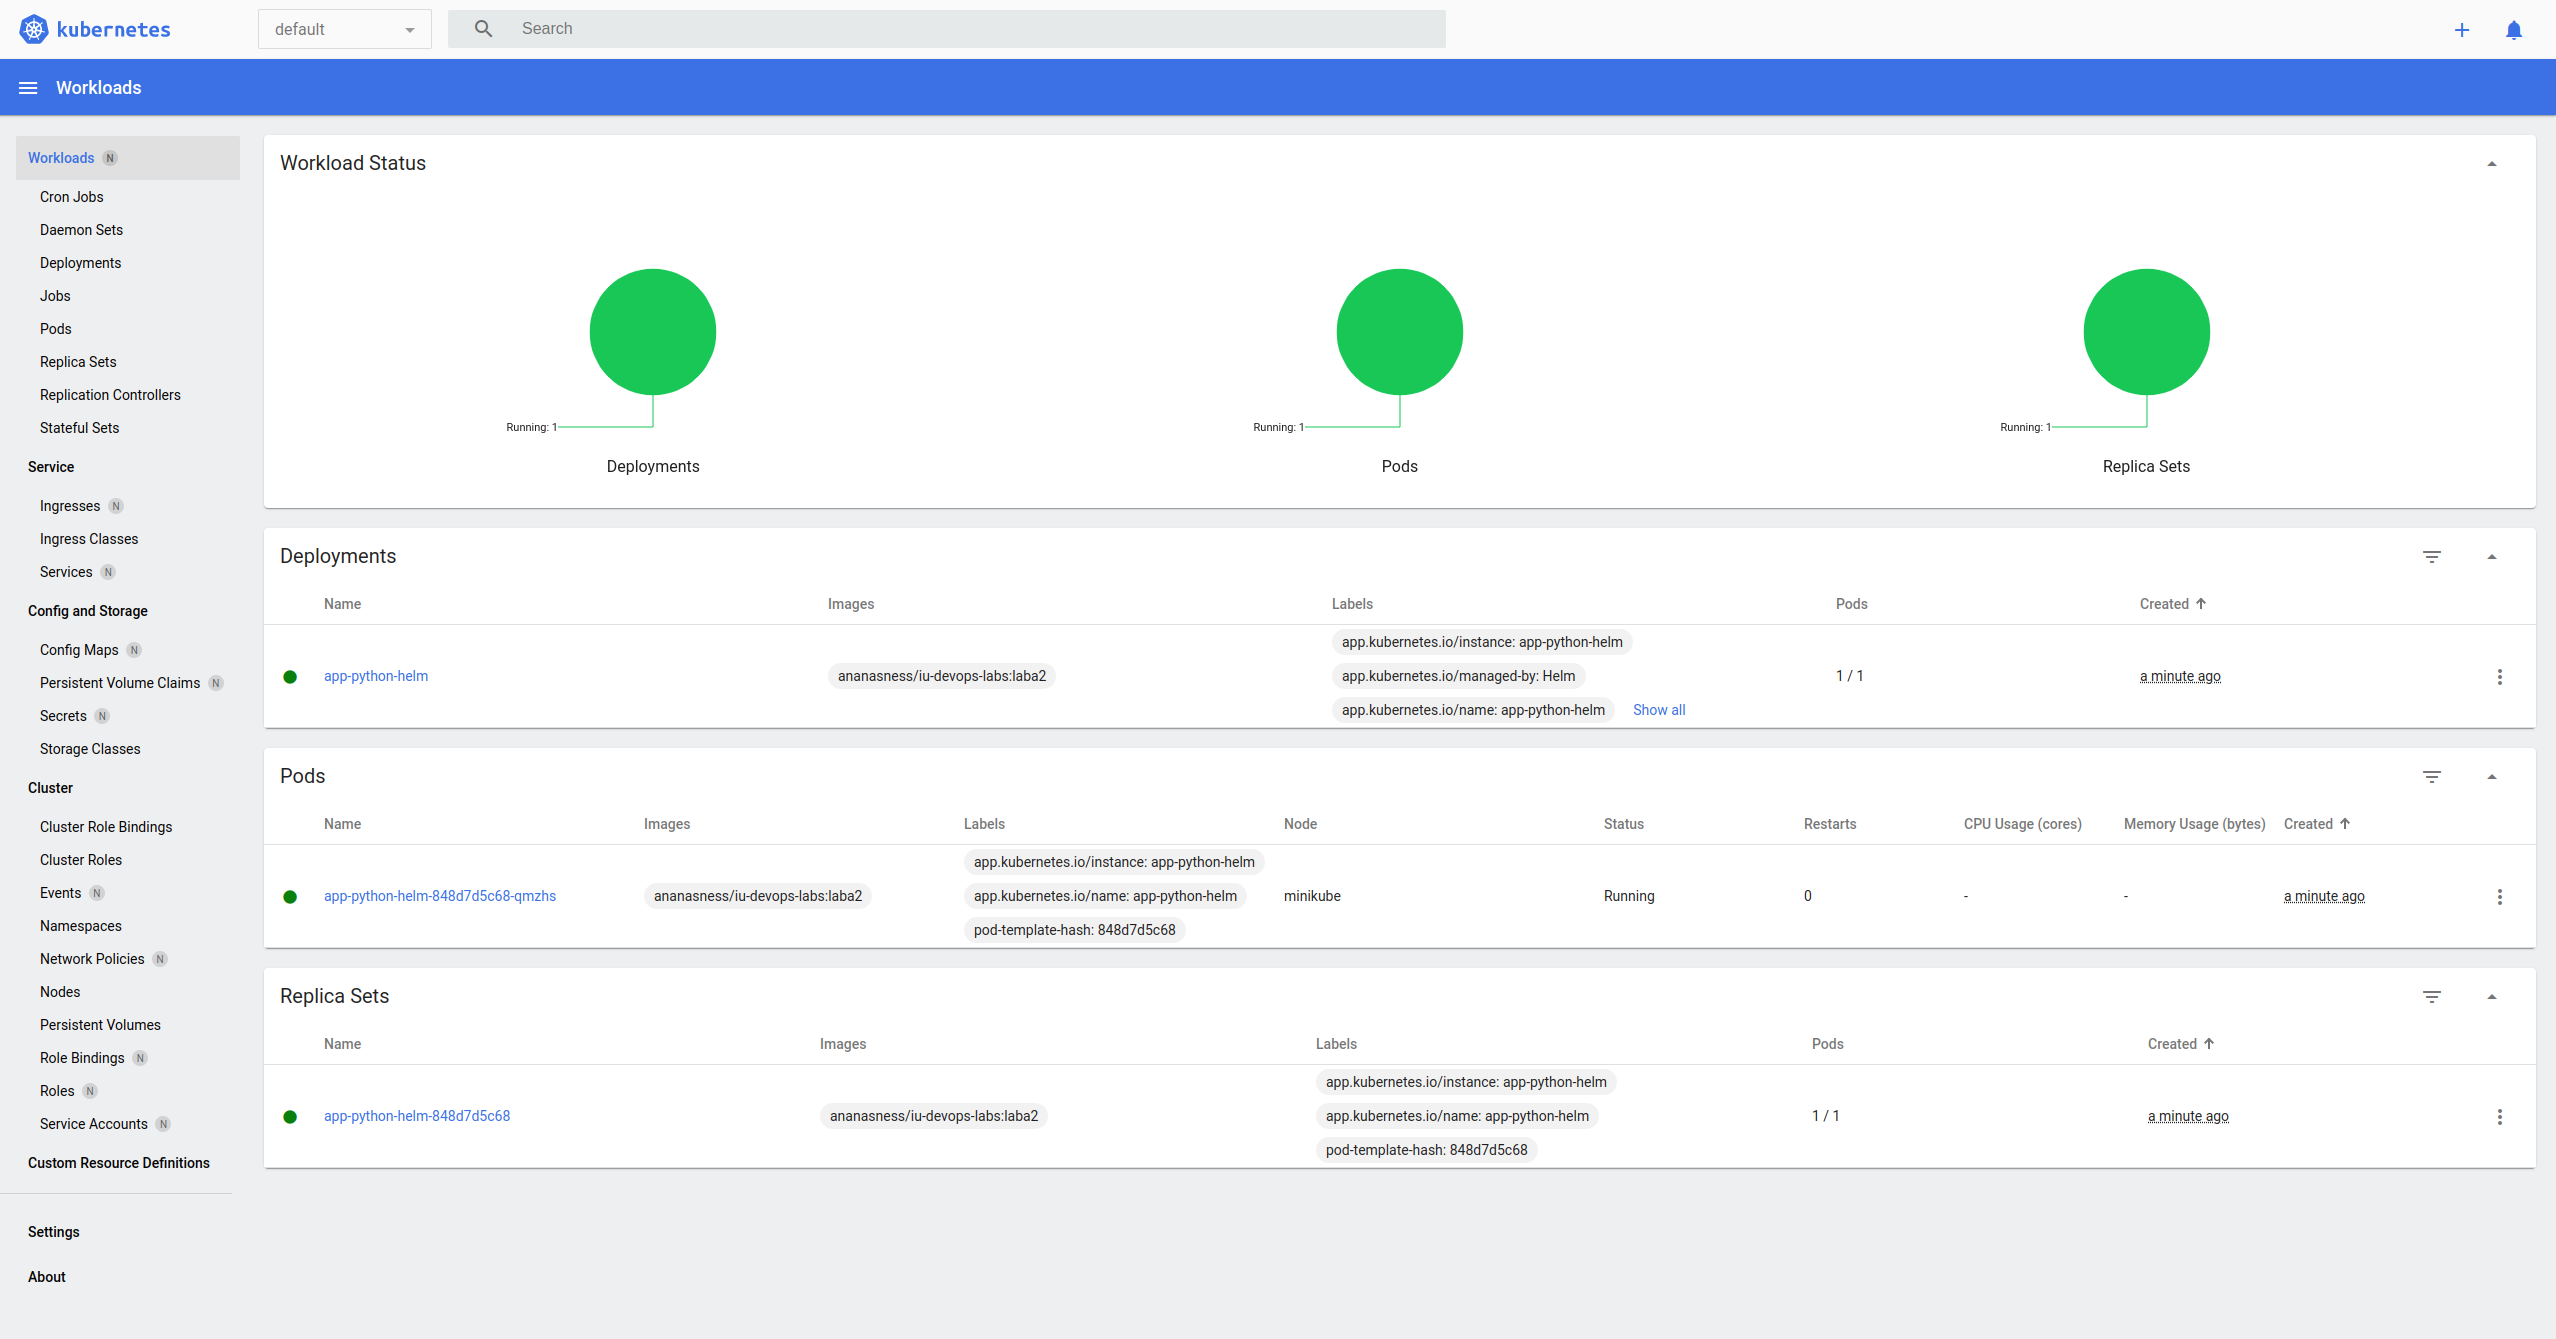 kubernetes
default
Search
Workloads
Workloads N
Cron Jobs
Daemon Sets
Deployments
Jobs
Pods
Replica Sets
Replication Controllers
Stateful Sets
Service
Ingresses N
Ingress Classes
Services N
Config and Storage
Config Maps N
Persistent Volume Claims N
Secrets N
Storage Classes
Cluster
Cluster Role Bindings
Cluster Roles
Events N
Namespaces
Network Policies N
Nodes
Persistent Volumes
Role Bindings N
Roles N
Service Accounts N
Custom Resource Definitions
Settings
About
Workload Status
Running: 1 Running: 1 Running: 1
Deployments Pods Replica Sets
Deployments
Name Images Labels Pods Created
app.kubernetes.io/instance: app-python-helm
app-python-helm ananasness/iu-devops-labs:laba2 app.kubernetes.io/managed-by: Helm 1 / 1 a minute ago
app.kubernetes.io/name: app-python-helm Show all
Pods
Name Images Labels Node Status Restarts CPU Usage (cores) Memory Usage (bytes) Created
app.kubernetes.io/instance: app-python-helm
app-python-helm-848d7d5c68-qmzhs ananasness/iu-devops-labs:laba2 app.kubernetes.io/name: app-python-helm minikube Running 0 - - a minute ago
pod-template-hash: 848d7d5c68
Replica Sets
Name Images Labels Pods Created
app.kubernetes.io/instance: app-python-helm
app-python-helm-848d7d5c68 ananasness/iu-devops-labs:laba2 app.kubernetes.io/name: app-python-helm 1 / 1 a minute ago
pod-template-hash: 848d7d5c68